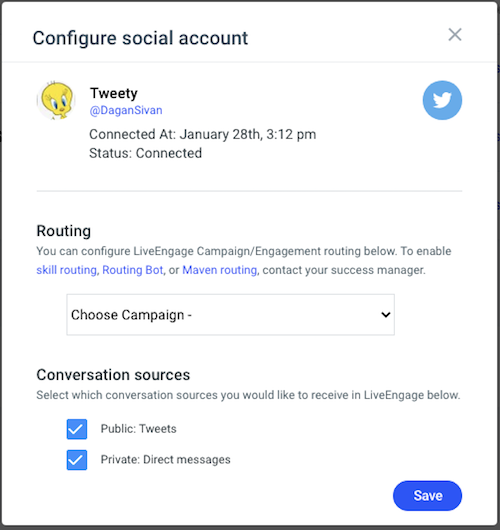 Configure social account
Tweety
@DaganSivan
Connected At: January 28th, 3:12 pm
Status: Connected
Routing
You can configure LiveEngage Campaign/Engagement routing below. To enable
skill routing, Routing Bot, or Maven routing, contact your success manager.
Choose Campaign -
Conversation sources
Select which conversation sources you would like to receive in LiveEngage below.
Public: Tweets
Private: Direct messages
Save